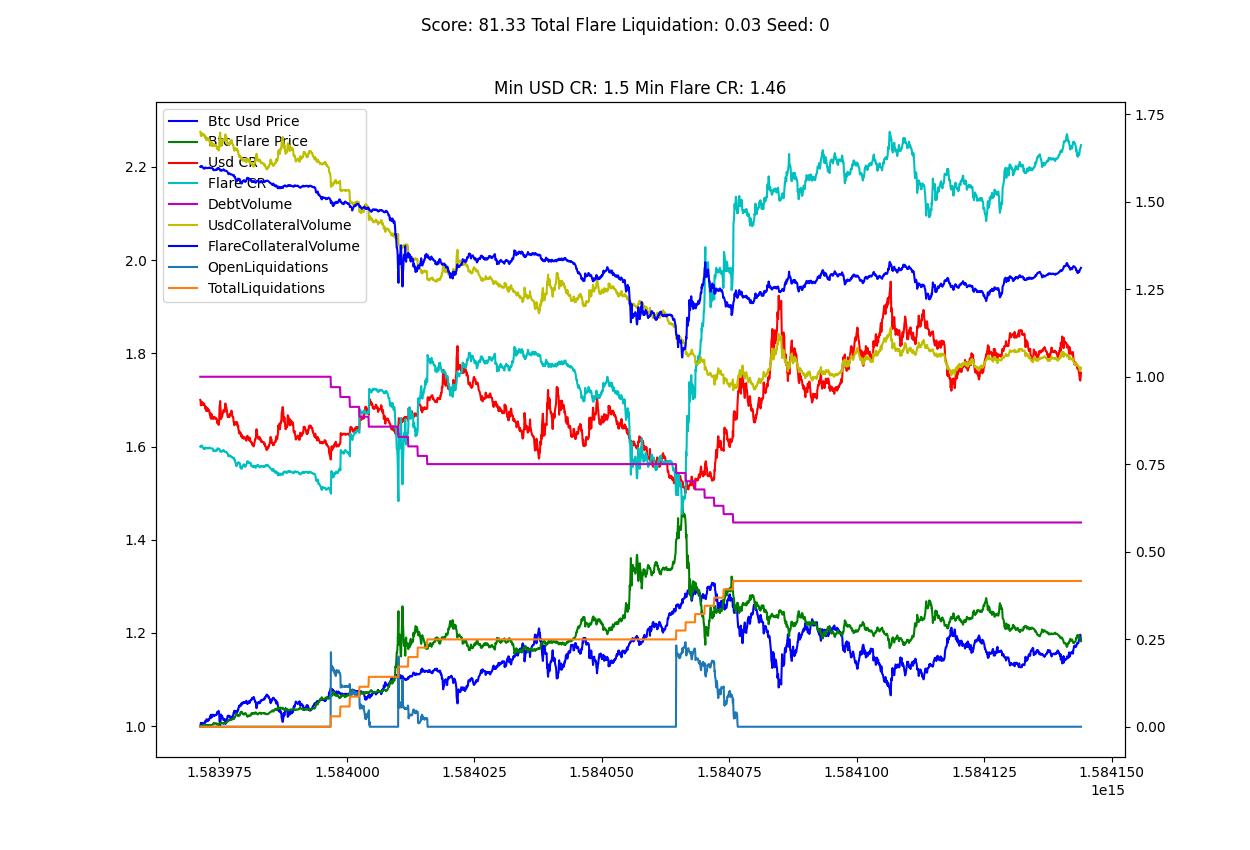 Score: 81.33 Total Flare Liquidation: 0.03 Seed: 0
Min USD CR: 1.5 Min Flare CR: 1.46
Btc Usd Price
Btc Flare Price
Usd CR
Flare CR
DebtVolume
UsdCollateralVolume
FlareCollateralVolume
OpenLiquidations
TotalLiquidations
2.2
2.0
1.8
1.6
1.4
1.2
1.0
1.75
1.50
1.25
1.00
0.75
0.50
0.25
0.00
1.583975 1.584000 1.584025 1.584050 1.584075 1.584100 1.584125 1.584150
1e15